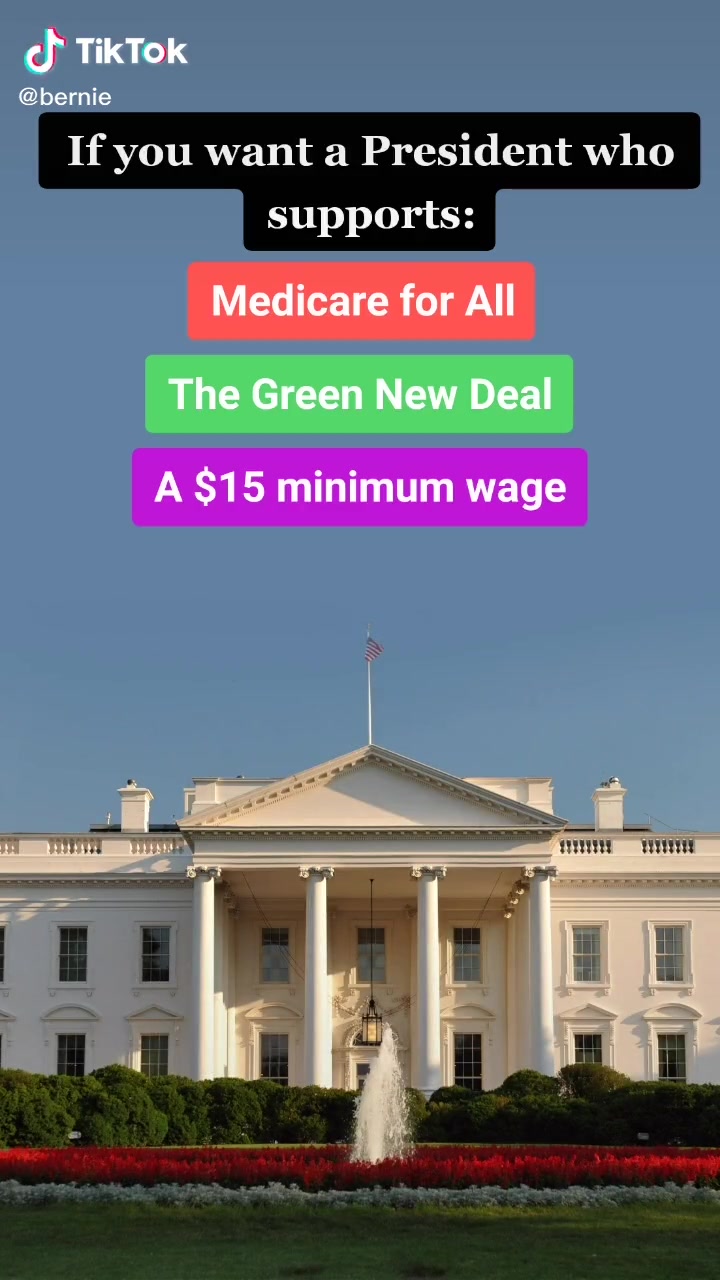 TikTok
@bernie
If you want a President who
supports:
Medicare for All
The Green New Deal
A $15 minimum wage